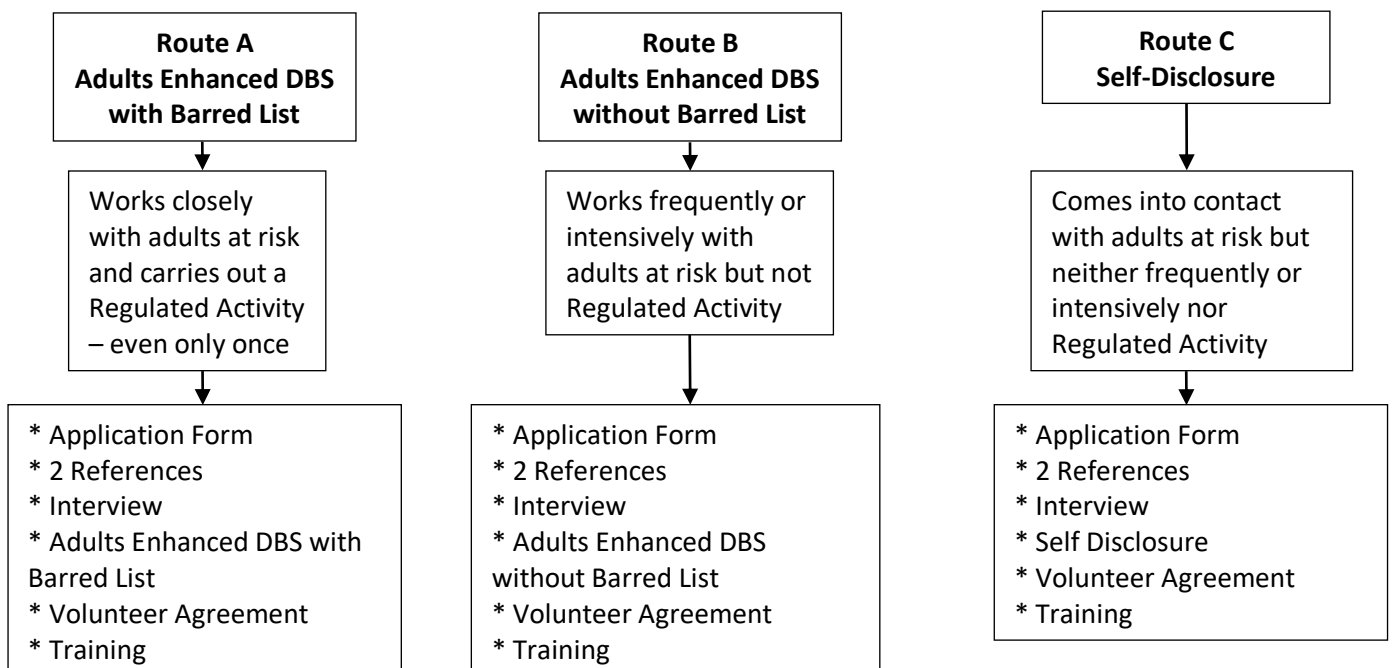 Route A
Adults Enhanced DBS
with Barred List
Works closely
with adults at risk
and carries out a
Regulated Activity
– even only once
* Application Form
* 2 References
* Interview
* Adults Enhanced DBS with
Barred List
* Volunteer Agreement
* Training
Route B
Adults Enhanced DBS
without Barred List
Works frequently or
intensively with
adults at risk but not
Regulated Activity
* Application Form
* 2 References
* Interview
* Adults Enhanced DBS
without Barred List
* Volunteer Agreement
* Training
Route C
Self-Disclosure
Comes into contact
with adults at risk but
neither frequently or
intensively nor
Regulated Activity
* Application Form
* 2 References
* Interview
* Self Disclosure
* Volunteer Agreement
* Training